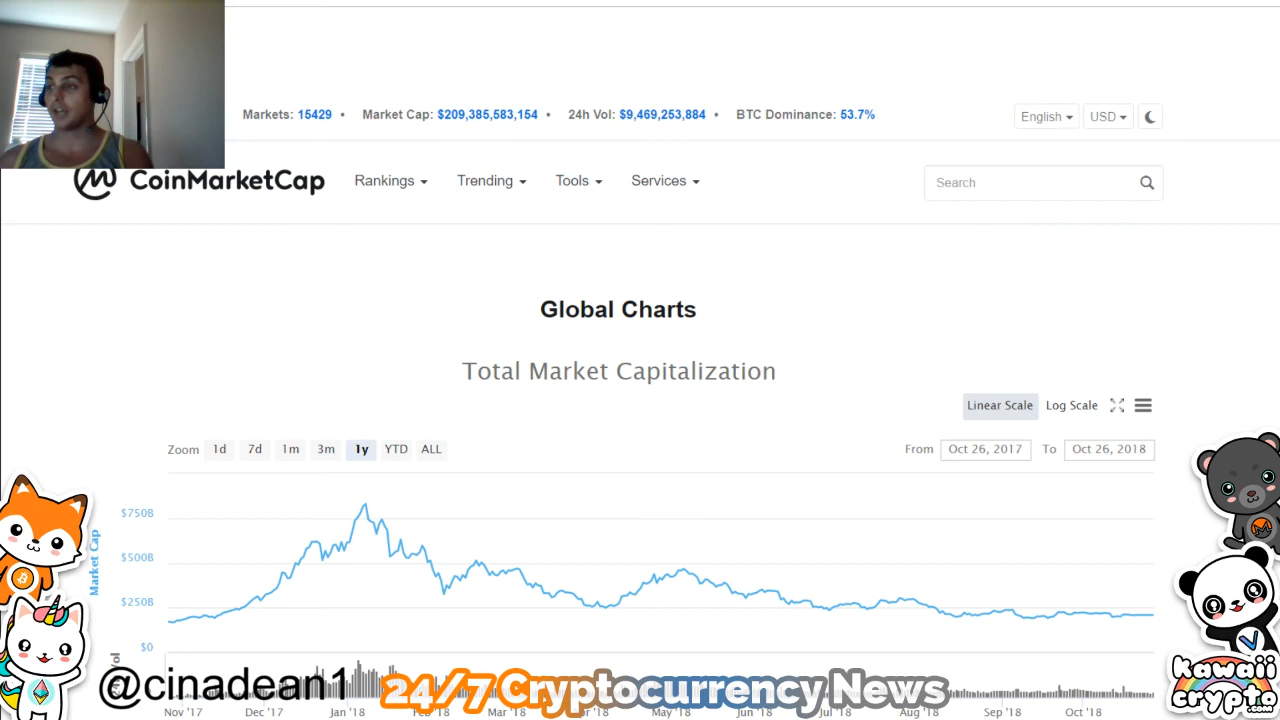 Markets: 15429 • Market Cap: $209,385,583,154 • 24h Vol: $9,469,253,884 • BTC Dominance: 53.7%
English USD
CoinMarketCap Rankings Trending Tools Services
Search
Global Charts
Total Market Capitalization
Linear Scale Log Scale
Zoom 1d 7d 1m 3m 1y YTD ALL From Oct 26, 2017 To Oct 26, 2018
$750B
$500B
$250B
$0
Market Cap
Vol
@cinadean1
24/7 Cryptocurrency News
kawaii
crypto
.com
Nov '17 Dec '17 Jan '18 Feb '18 Mar '18 Apr '18 May '18 Jun '18 Jul '18 Aug '18 Sep '18 Oct '18